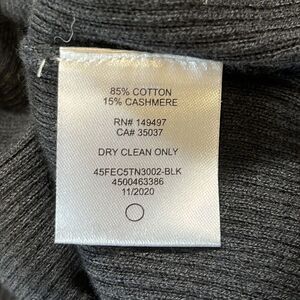 85% COTTON
15% CASHMERE
RN# 149497
CA# 35037
DRY CLEAN ONLY
45FEC5TN3002-BLK
4500463386
11/2020